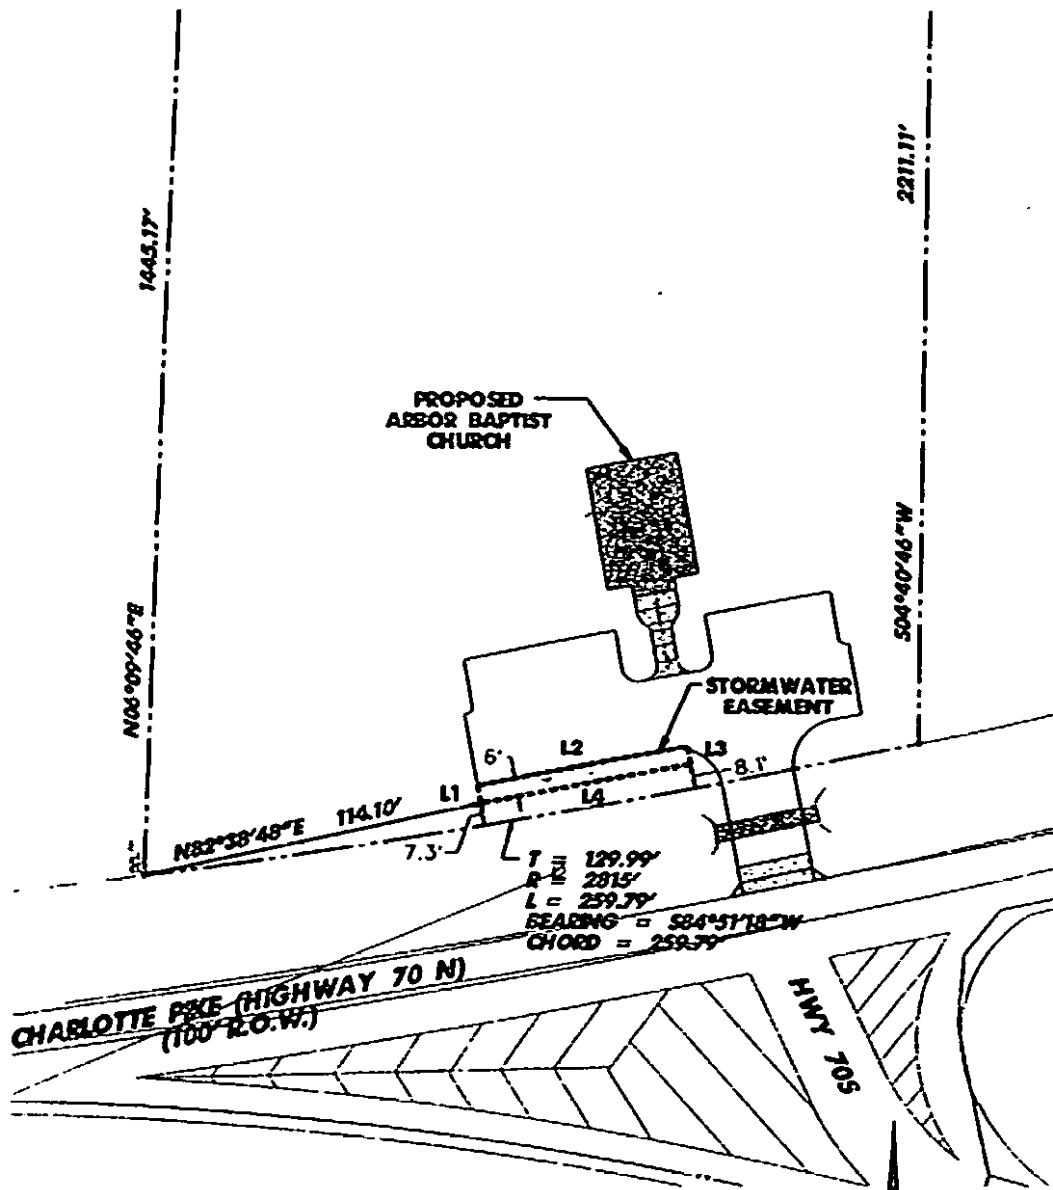 1445.17'
2211.11'
PROPOSED
ARBOR BAPTIST
CHURCH
N06°09'46"E
S04°40'46"W
STORMWATER
EASEMENT
6'
L2
L3
8.1'
L1
L4
N82°38'48"E 114.10'
7.3'
T = 129.99'
R = 2815'
L = 259.79'
BEARING = S84°51'18"W
CHORD = 259.79'
CHARLOTTE PIKE (HIGHWAY 70 N)
(100' R.O.W.)
HWY 70S